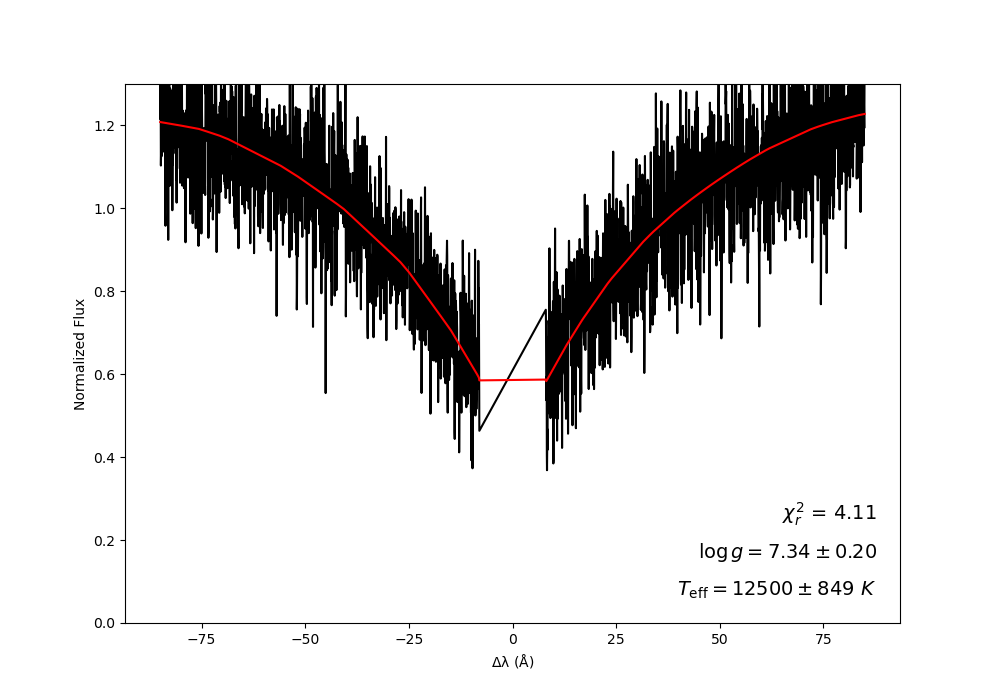 1.2
1.0
0.8
0.6
0.4
0.2
0.0
Normalized Flux
χ²ᵣ = 4.11
log g = 7.34 ± 0.20
T_eff = 12500 ± 849 K
−75
−50
−25
0
25
50
75
Δλ (Å)